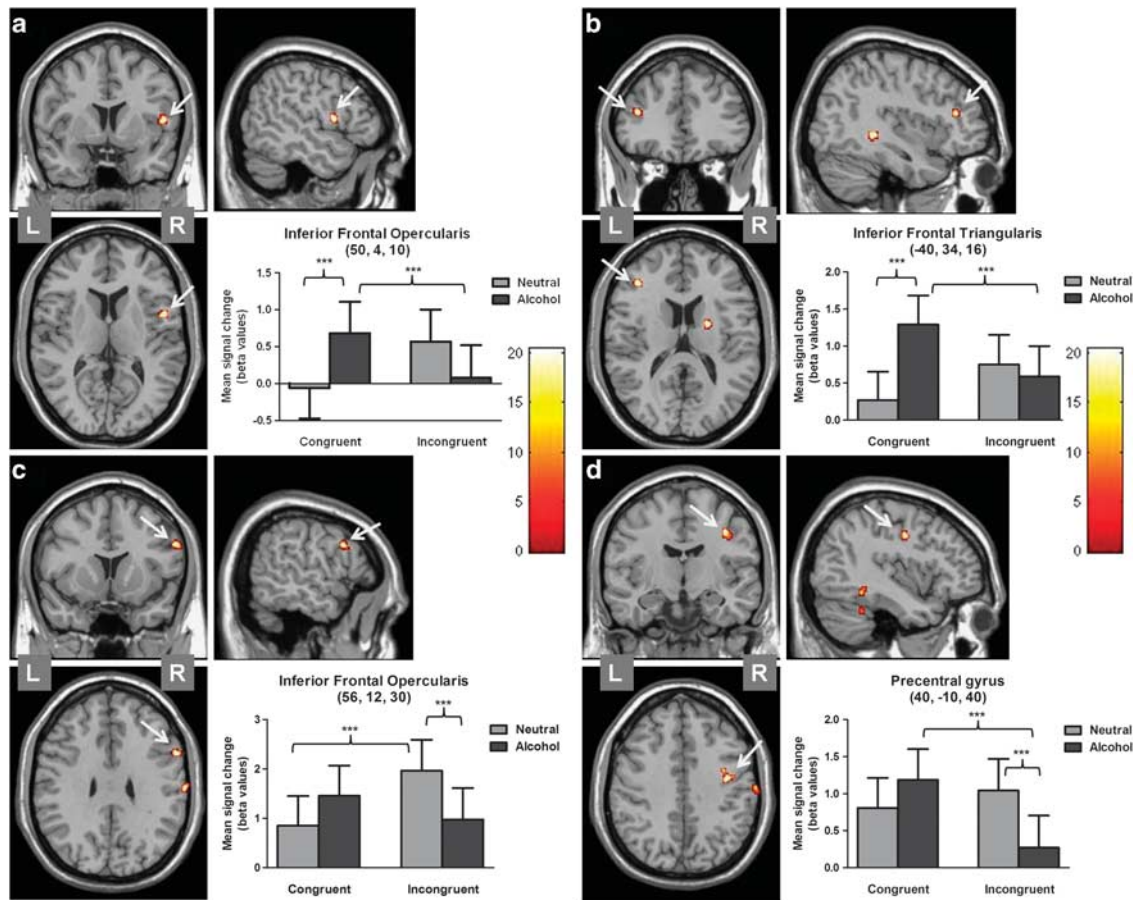 a
L
R
Inferior Frontal Opercularis
(50, 4, 10)
Mean signal change
(beta values)
1.5
1.0
0.5
0.0
-0.5
***
***
Neutral
Alcohol
Congruent
Incongruent
20
15
10
5
0
b
L
R
Inferior Frontal Triangularis
(-40, 34, 16)
Mean signal change
(beta values)
2.0
1.5
1.0
0.5
0.0
***
***
Neutral
Alcohol
Congruent
Incongruent
20
15
10
5
0
c
L
R
Inferior Frontal Opercularis
(56, 12, 30)
Mean signal change
(beta values)
3
2
1
0
***
***
Neutral
Alcohol
Congruent
Incongruent
d
L
R
Precentral gyrus
(40, -10, 40)
Mean signal change
(beta values)
2.0
1.5
1.0
0.5
0.0
***
***
Neutral
Alcohol
Congruent
Incongruent